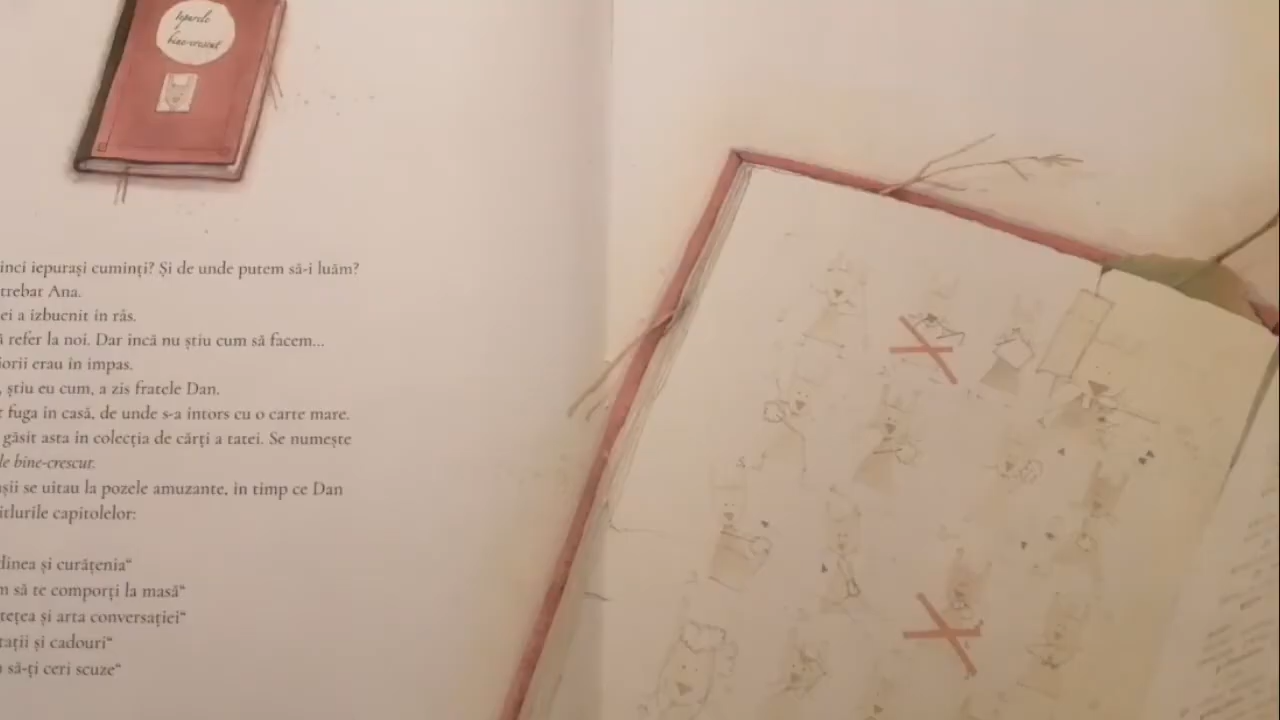 Iepurele
bine-crescut
inci iepurași cuminți? Și de unde putem să-i luăm?
trebat Ana.
ei a izbucnit în râs.
refer la noi. Dar încă nu știu cum să facem...
iorii erau în impas.
, știu eu cum, a zis fratele Dan.
fuga în casă, de unde s-a întors cu o carte mare.
găsit asta în colecția de cărți a tatei. Se numește
le bine-crescut.
șii se uitau la pozele amuzante, în timp ce Dan
itlurile capitolelor:
dinea și curățenia“
m să te comporți la masă“
tețea și arta conversației“
tații și cadouri“
să-ți ceri scuze“